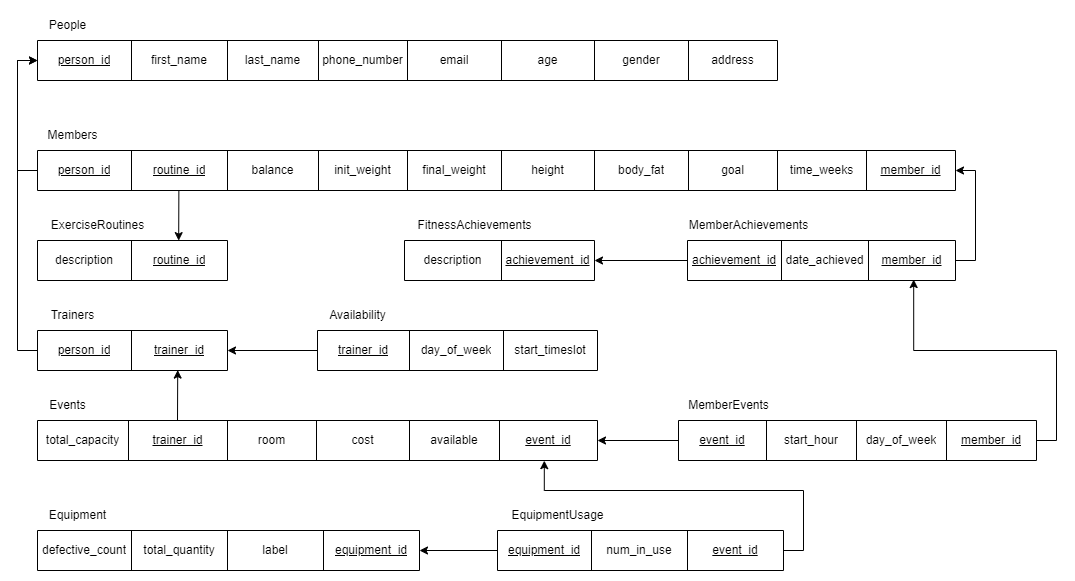 People
person_id first_name last_name phone_number email age gender address
Members
person_id routine_id balance init_weight final_weight height body_fat goal time_weeks member_id
ExerciseRoutines FitnessAchievements MemberAchievements
description routine_id description achievement_id achievement_id date_achieved member_id
Trainers Availability
person_id trainer_id trainer_id day_of_week start_timeslot
Events MemberEvents
total_capacity trainer_id room cost available event_id event_id start_hour day_of_week member_id
Equipment EquipmentUsage
defective_count total_quantity label equipment_id equipment_id num_in_use event_id